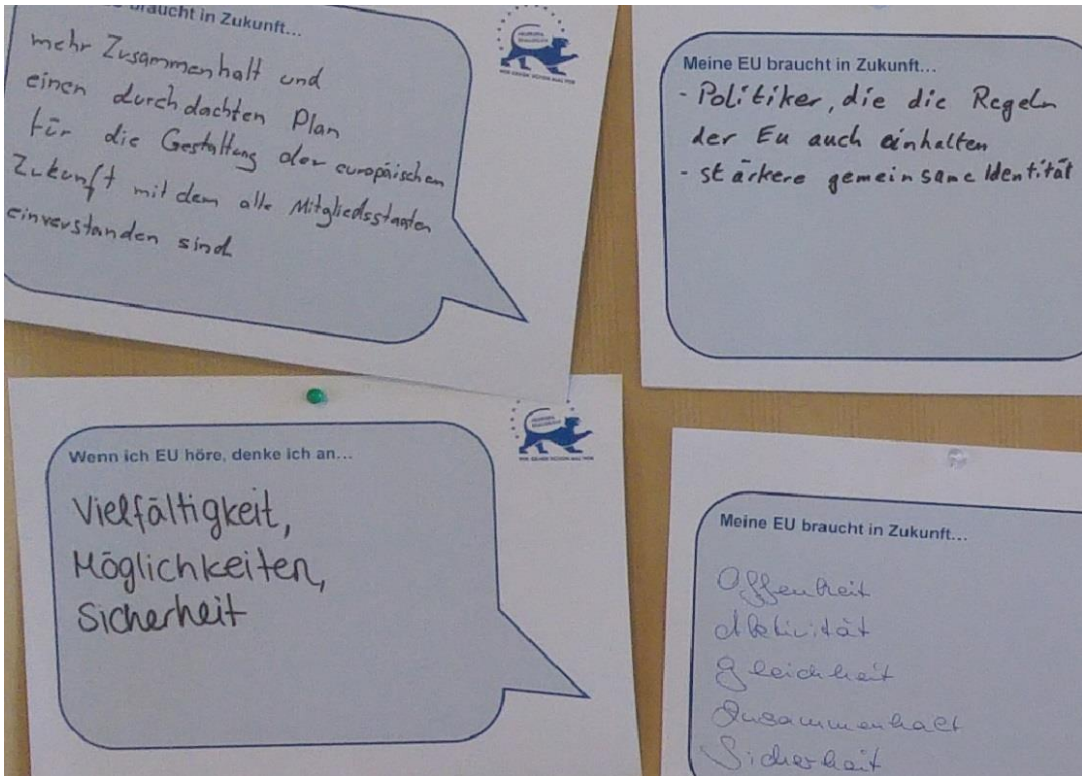 braucht in Zukunft...
mehr Zusammenhalt und
einen durchdachten Plan
für die Gestaltung der europäischen
Zukunft mit dem alle Mitgliedsstaaten
einverstanden sind
Meine EU braucht in Zukunft...
- Politiker, die die Regeln
der Eu auch einhalten
- stärkere gemeinsame Identität
Wenn ich EU höre, denke ich an...
Vielfältigkeit,
Möglichkeiten,
Sicherheit
Meine EU braucht in Zukunft...
Offenheit
Aktivität
Gleichheit
Zusammenhalt
Sicherheit